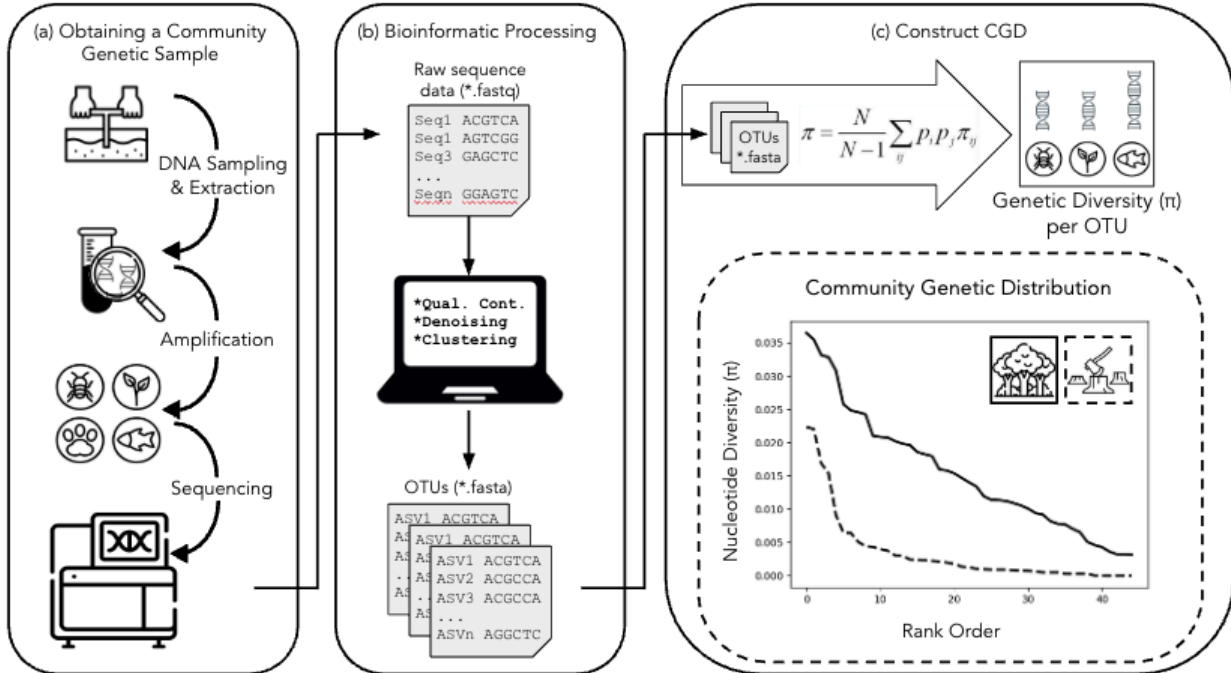 (a) Obtaining a Community
Genetic Sample
DNA Sampling
& Extraction
Amplification
Sequencing
(b) Bioinformatic Processing
Raw sequence
data (*.fastq)
Seq1 ACGTCA
Seq1 AGTCGG
Seq3 GAGCTC
...
Seqn GGAGTC
*Qual. Cont.
*Denoising
*Clustering
OTUs (*.fasta)
ASV1 ACGTCA
ASV1 ACGTCA
ASV1 ACGTCA
ASV2 ACGCCA
ASV3 ACGCCA
...
ASVn AGGCTC
(c) Construct CGD
OTUs
*.fasta
π = N/(N−1) ∑ij pi pj πij
Genetic Diversity (π)
per OTU
Community Genetic Distribution
Nucleotide Diversity (π)
0.035
0.030
0.025
0.020
0.015
0.010
0.005
0.000
0 10 20 30 40
Rank Order